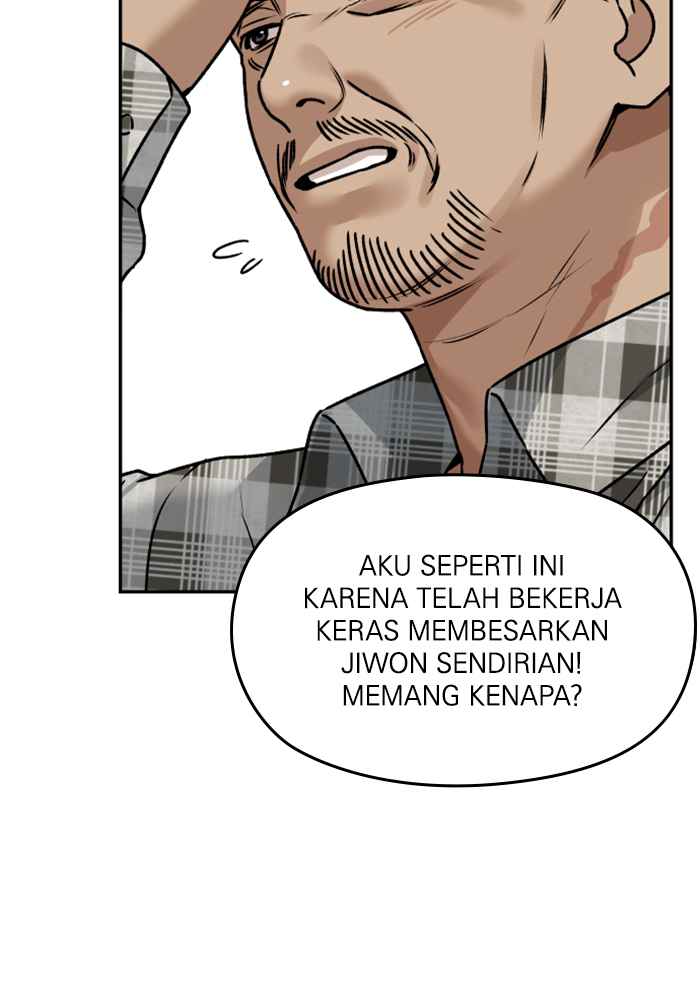 AKU SEPERTI INI
KARENA TELAH BEKERJA
KERAS MEMBESARKAN
JIWON SENDIRIAN!
MEMANG KENAPA?